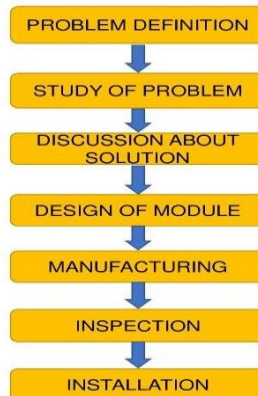 PROBLEM DEFINITION
STUDY OF PROBLEM
DISCUSSION ABOUT
SOLUTION
DESIGN OF MODULE
MANUFACTURING
INSPECTION
INSTALLATION